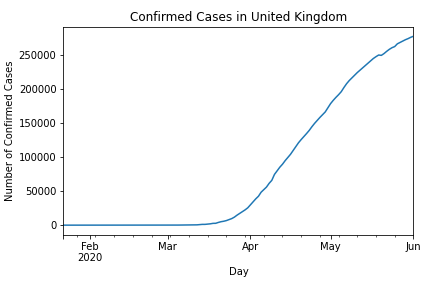 Confirmed Cases in United Kingdom
Number of Confirmed Cases
250000
200000
150000
100000
50000
0
Feb
2020
Mar
Apr
May
Jun
Day